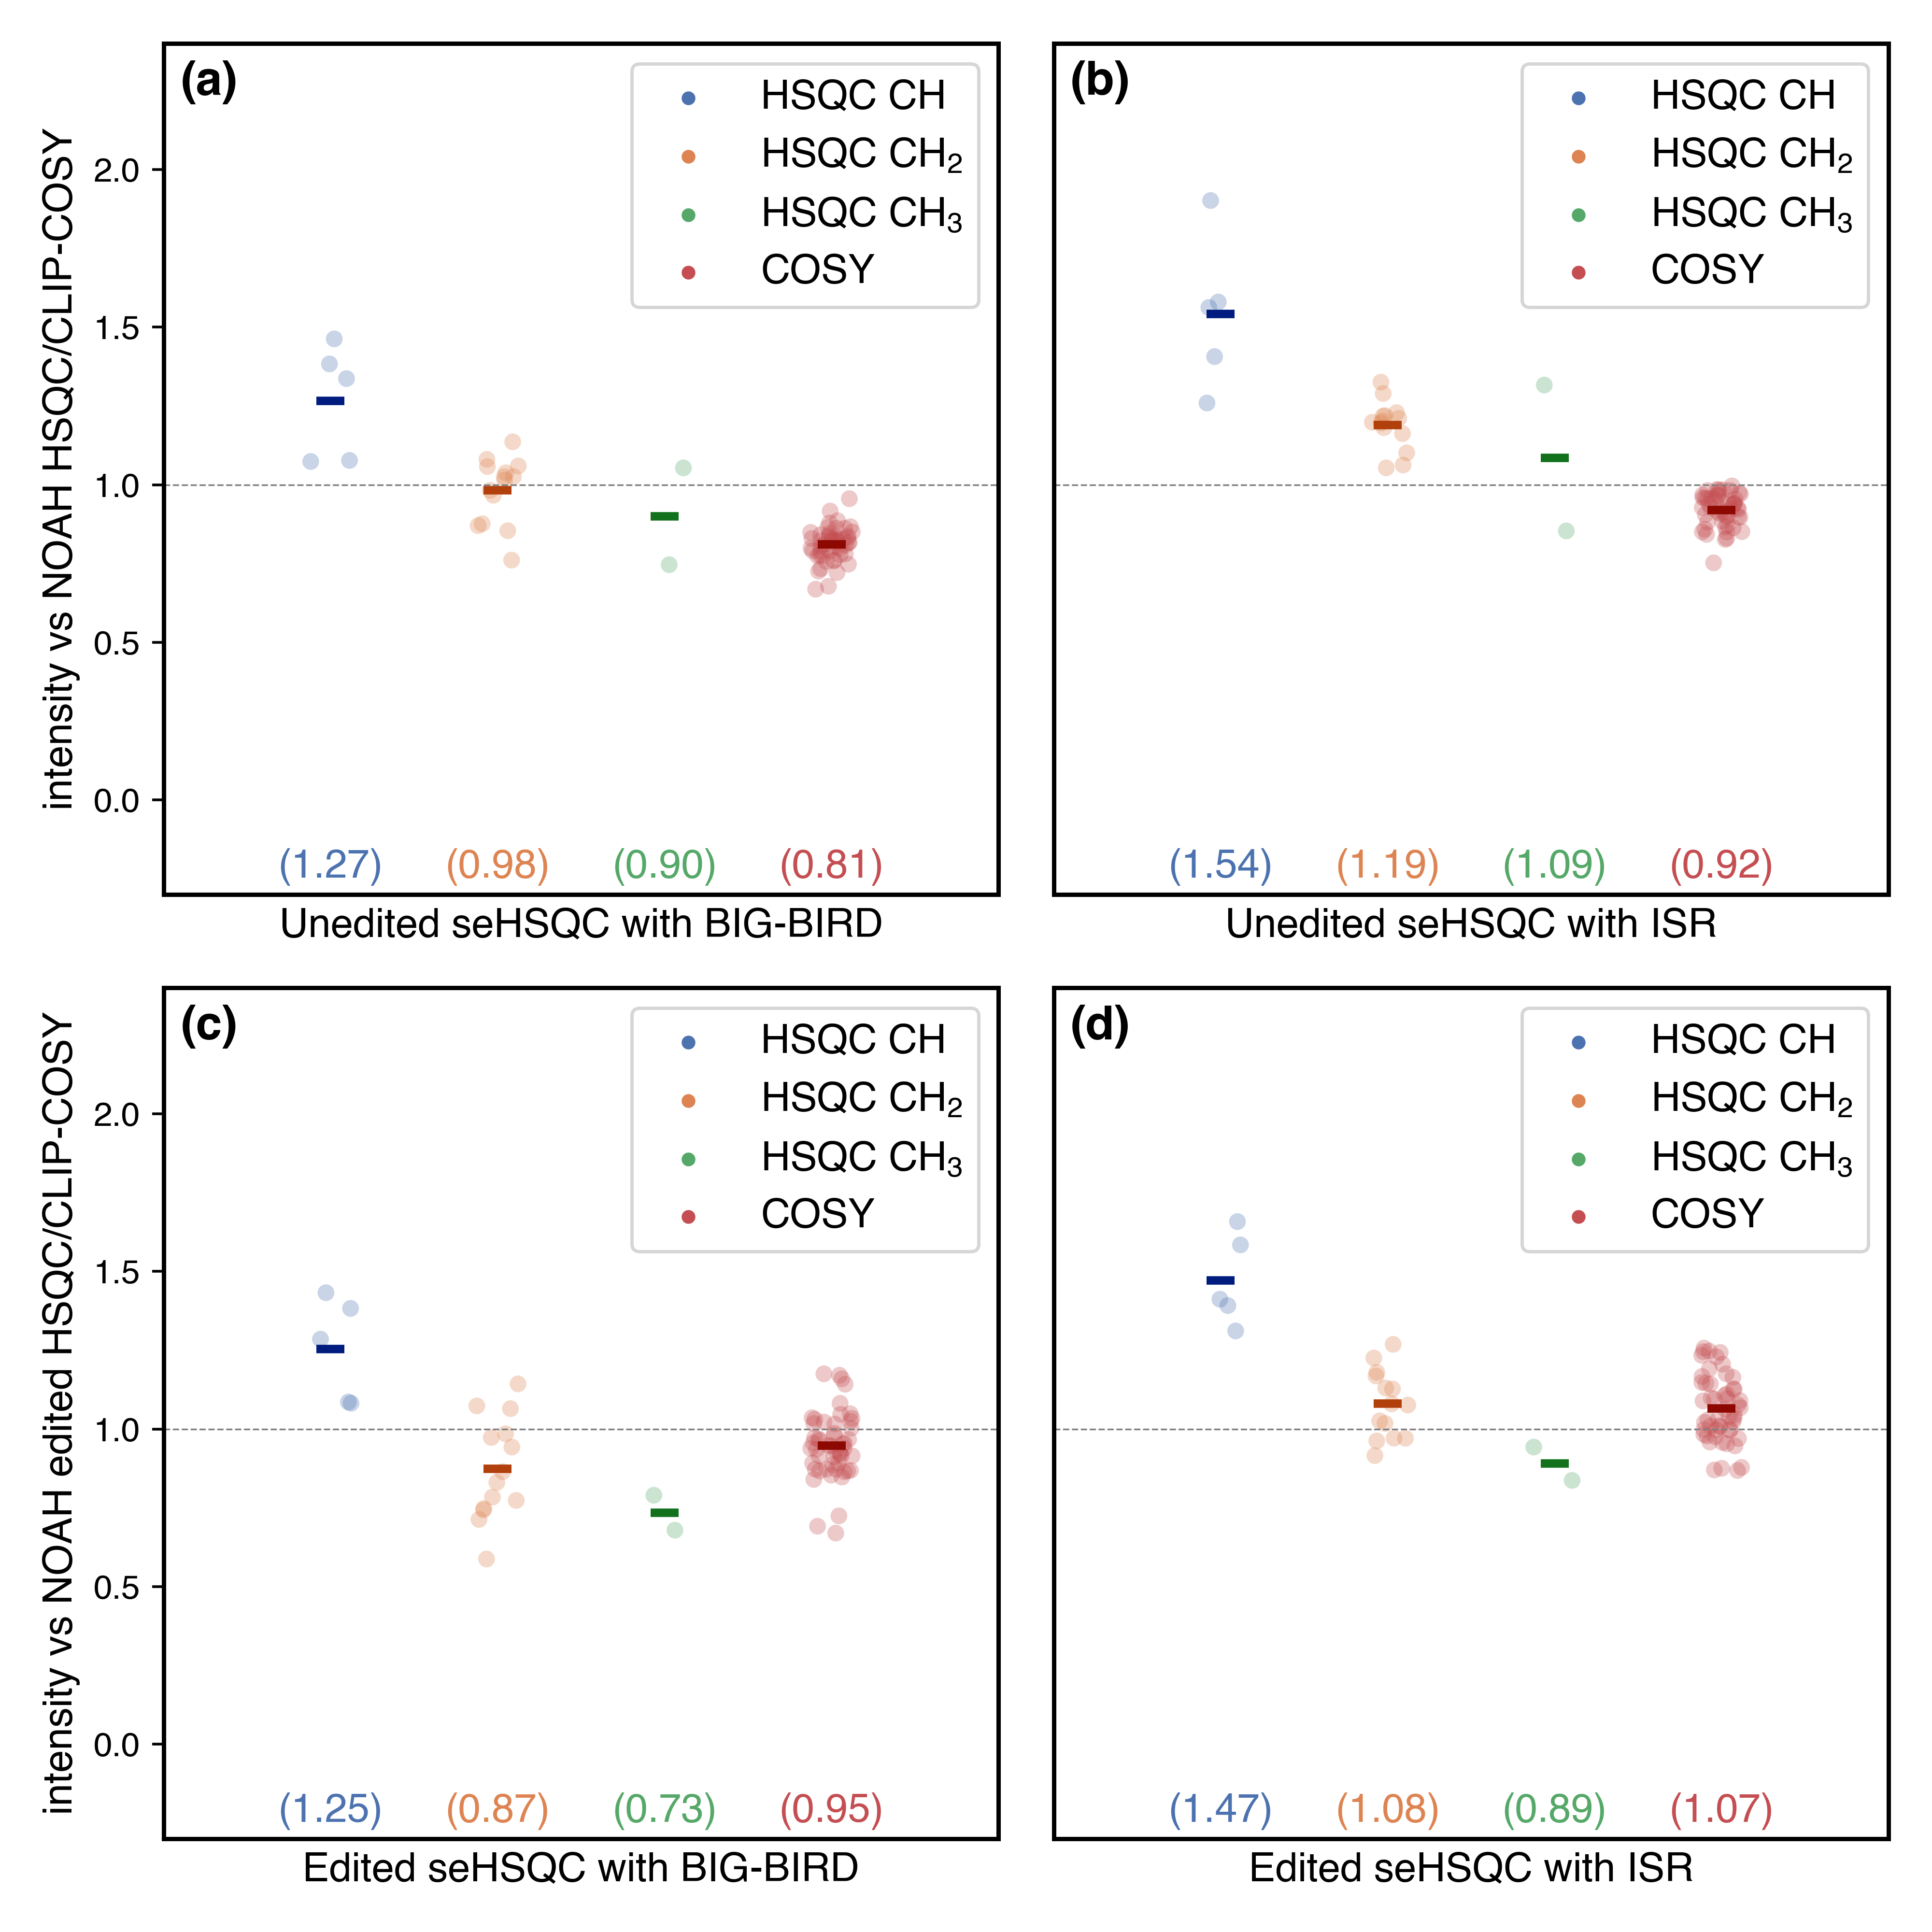 (a)
HSQC CH
HSQC CH₂
HSQC CH₃
COSY
intensity vs NOAH HSQC/CLIP-COSY
2.0
1.5
1.0
0.5
0.0
(1.27) (0.98) (0.90) (0.81)
Unedited seHSQC with BIG-BIRD
(b)
HSQC CH
HSQC CH₂
HSQC CH₃
COSY
(1.54) (1.19) (1.09) (0.92)
Unedited seHSQC with ISR
(c)
HSQC CH
HSQC CH₂
HSQC CH₃
COSY
intensity vs NOAH edited HSQC/CLIP-COSY
2.0
1.5
1.0
0.5
0.0
(1.25) (0.87) (0.73) (0.95)
Edited seHSQC with BIG-BIRD
(d)
HSQC CH
HSQC CH₂
HSQC CH₃
COSY
(1.47) (1.08) (0.89) (1.07)
Edited seHSQC with ISR